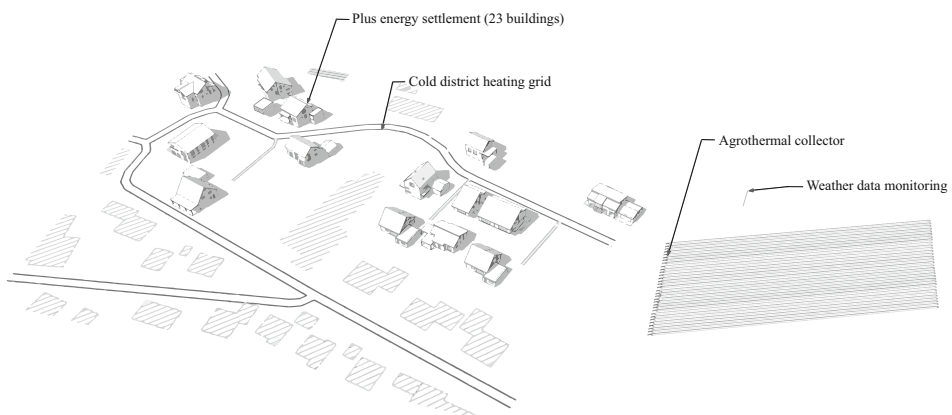 Plus energy settlement (23 buildings)
Cold district heating grid
Agrothermal collector
Weather data monitoring